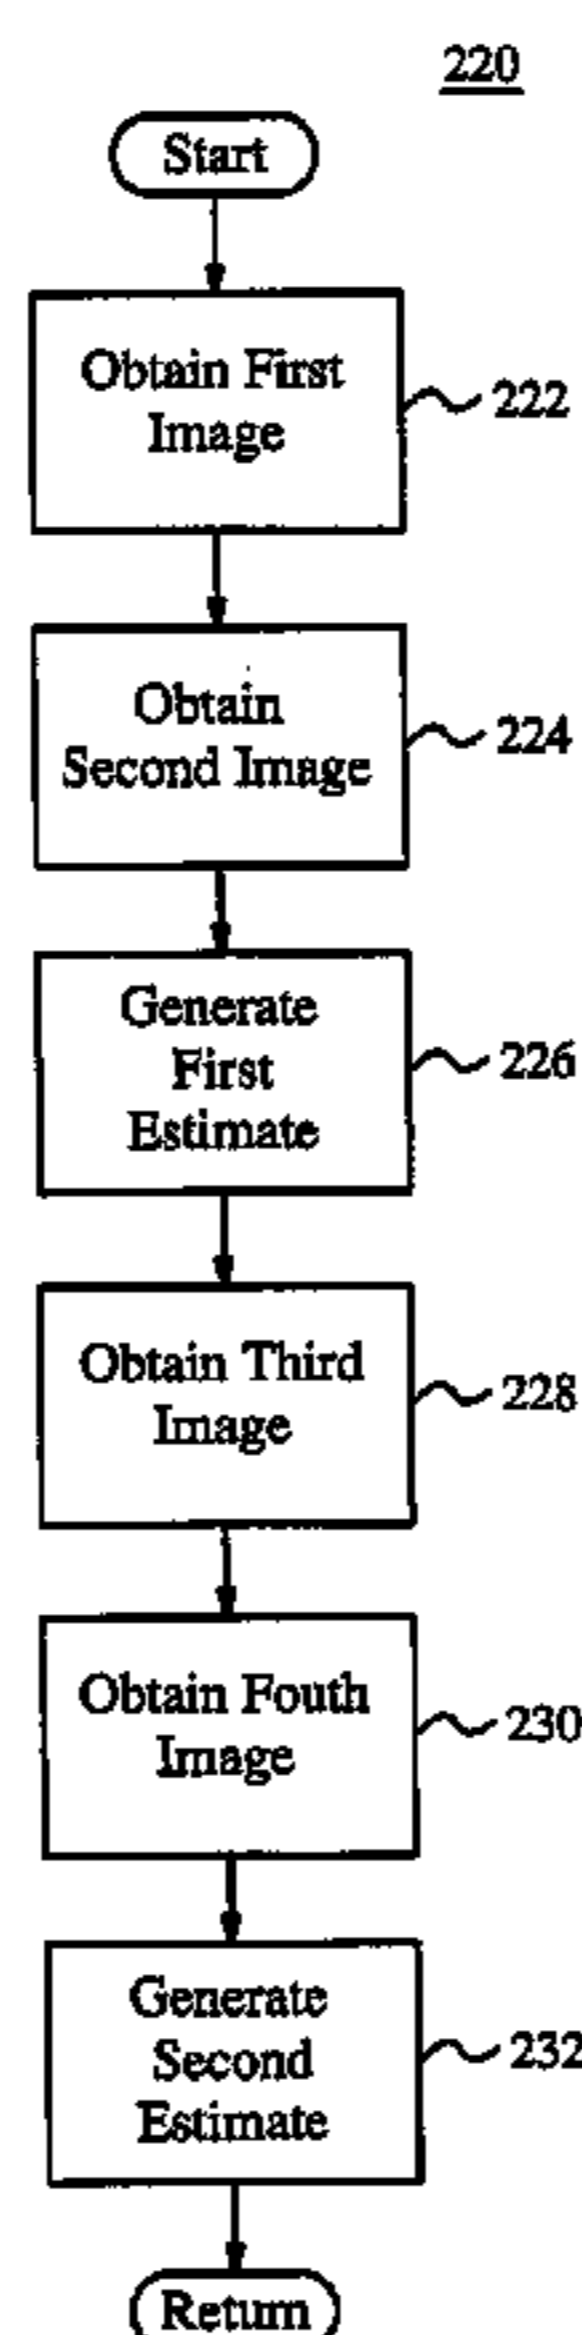 220
Start
Obtain First
Image
222
Obtain
Second Image
224
Generate
First
Estimate
226
Obtain Third
Image
228
Obtain Fouth
Image
230
Generate
Second
Estimate
232
Return